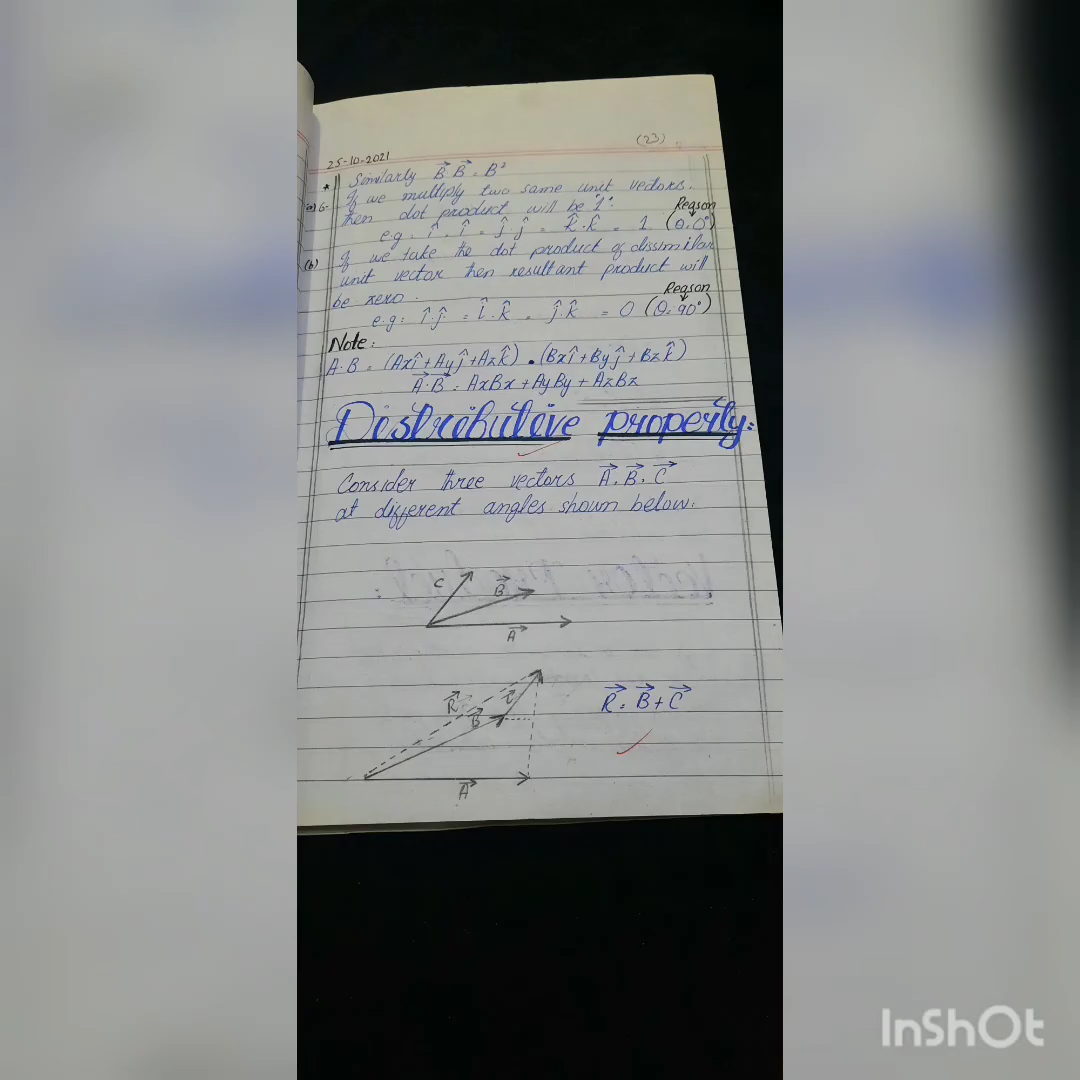 (23)
25-10-2021
* Similarly B⃗ B⃗ = B²
(a) 6- If we multiply two same unit vectors.
then dot product will be "1".
Reason
e.g = î . î = ĵ . ĵ = k̂ . k̂ = 1 (θ=0°)
(b) If we take the dot product of dissimilar
unit vector then resultant product will
be zero.
Reason
e.g = î . ĵ = î . k̂ = ĵ . k̂ = 0 (θ=90°)
Note:
A.B = (Axî + Ayĵ + Azk̂) . (Bxî + Byĵ + Bzk̂)
A⃗.B⃗ = AxBx + AyBy + AzBz
Distributive property:
Consider three vectors A⃗, B⃗, C⃗
at different angles shown below.
C
B⃗
A⃗
R⃗
C⃗
B⃗
A⃗
R⃗ = B⃗ + C⃗
InShOt